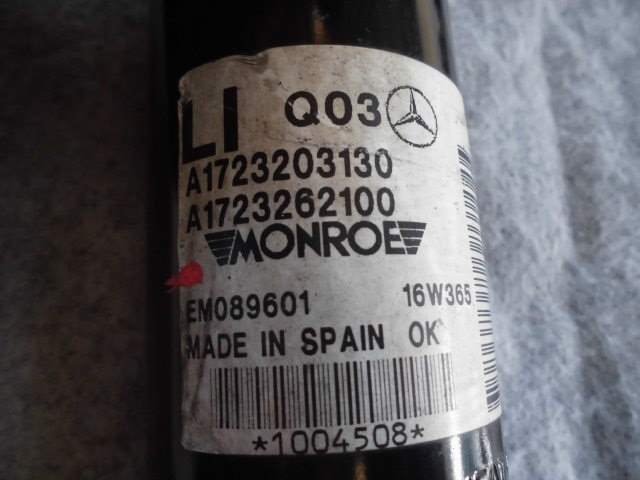 LI Q03
A1723203130
A1723262100
MONROE
EM089601 16W365
MADE IN SPAIN OK
*1004508*